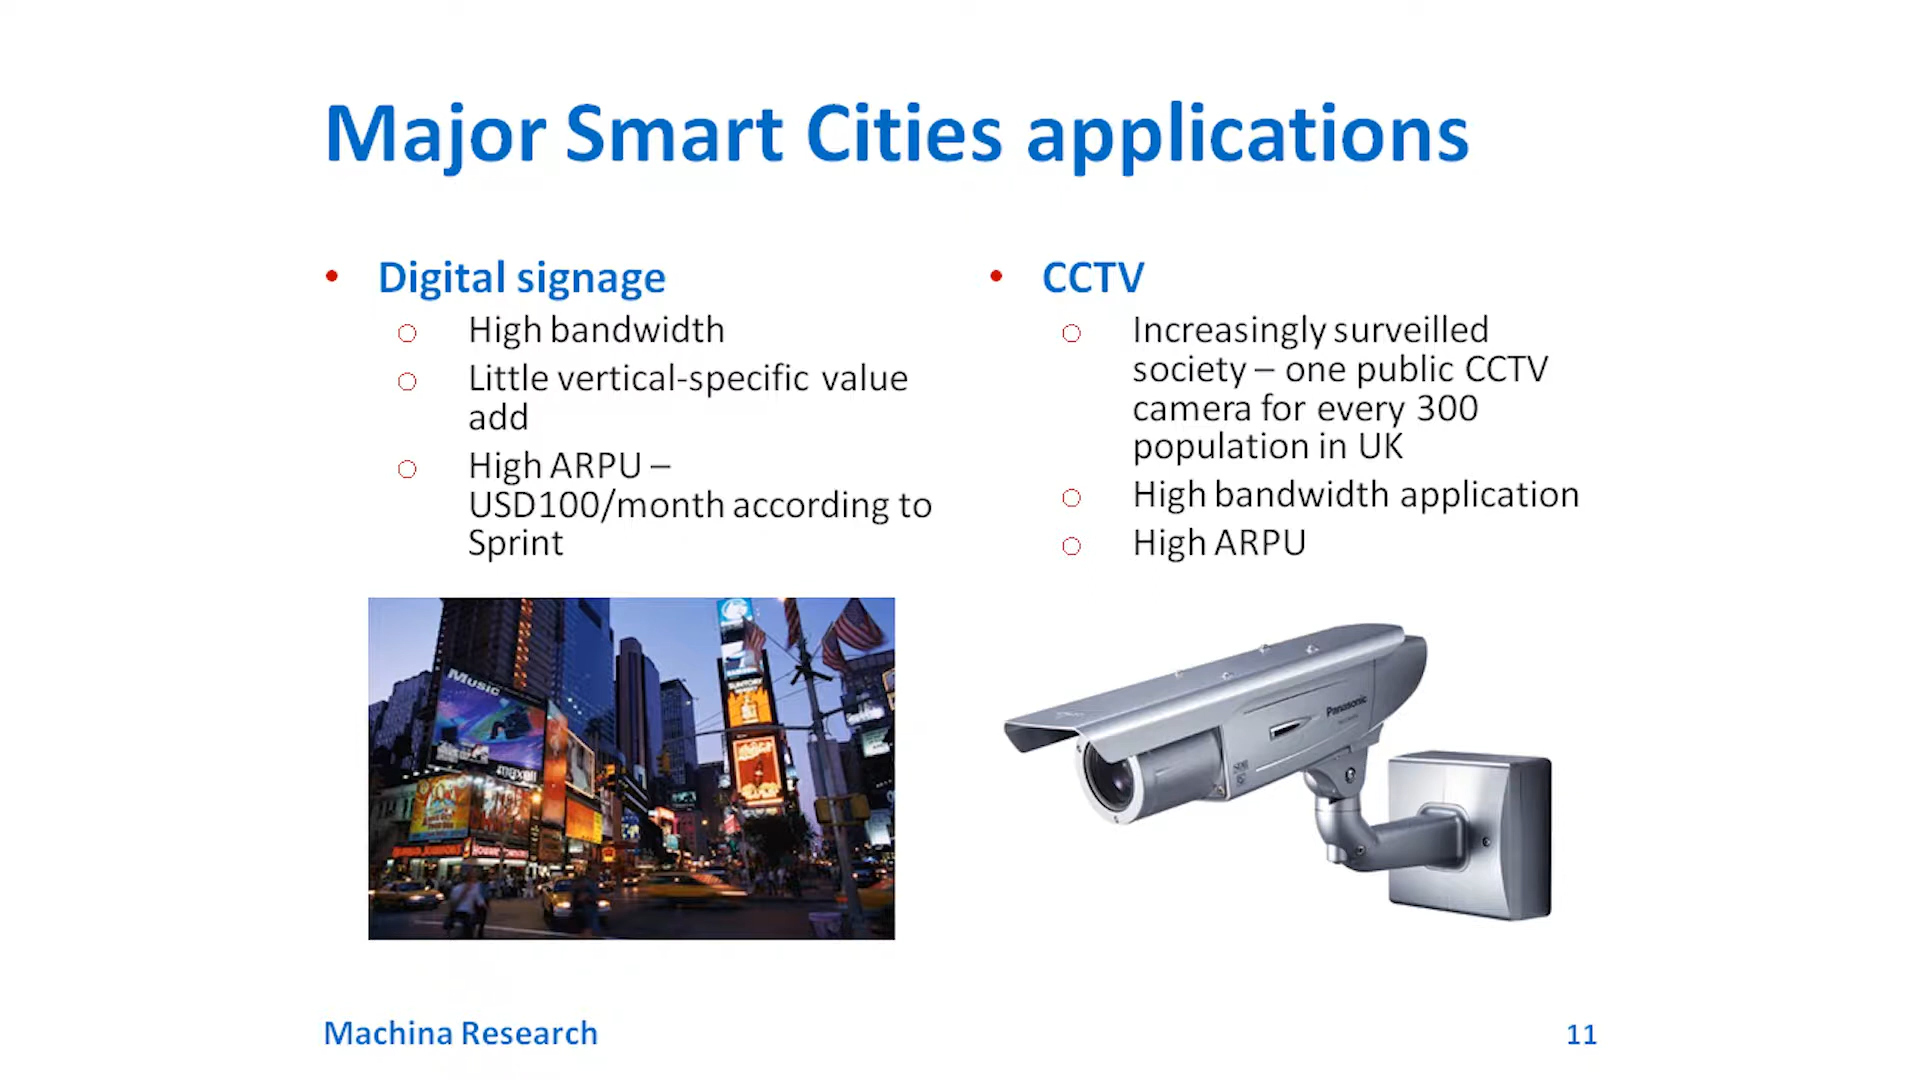 Major Smart Cities applications
• Digital signage
○ High bandwidth
○ Little vertical-specific value
add
○ High ARPU –
USD100/month according to
Sprint
• CCTV
○ Increasingly surveilled
society – one public CCTV
camera for every 300
population in UK
○ High bandwidth application
○ High ARPU
Music
maxell
Panasonic
Machina Research
11